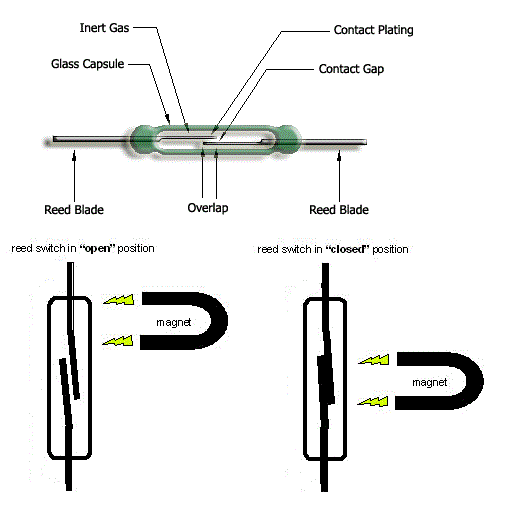 Inert Gas
Contact Plating
Glass Capsule
Contact Gap
Reed Blade
Overlap
Reed Blade
reed switch in "open" position
reed switch in "closed" position
magnet
magnet